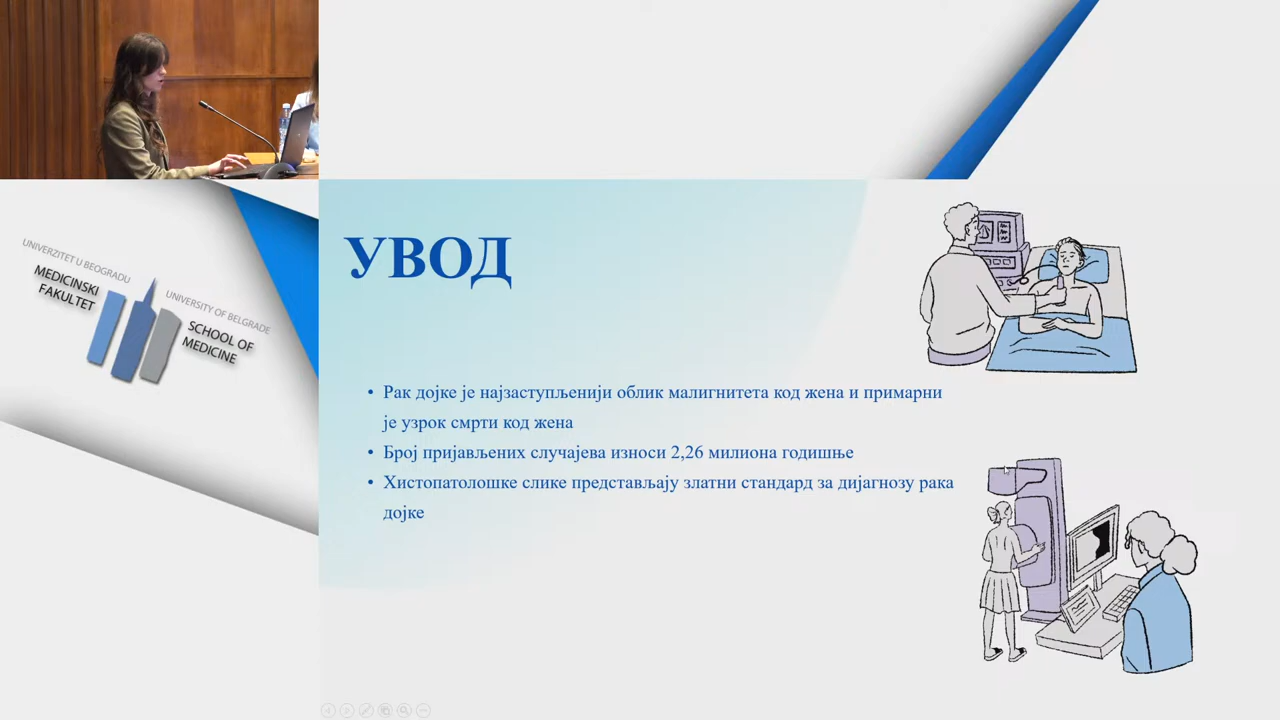 UNIVERZITET U BEOGRADU
MEDICINSKI
FAKULTET
UNIVERSITY OF BELGRADE
SCHOOL OF
MEDICINE
УВОД
• Рак дојке је најзаступљенији облик малигнитета код жена и примарни
је узрок смрти код жена
• Број пријављених случајева износи 2,26 милиона годишње
• Хистопатолошке слике представљају златни стандард за дијагнозу рака
дојке